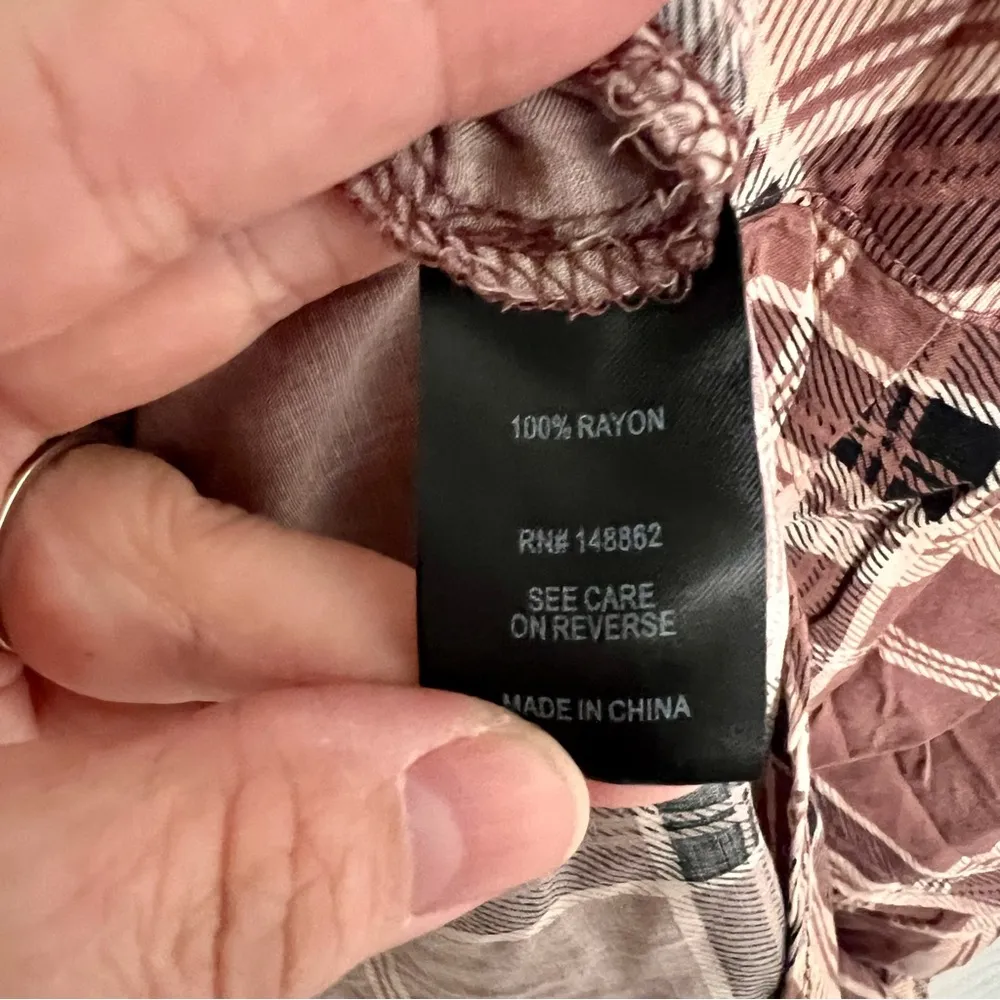 100% RAYON
RN# 148862
SEE CARE
ON REVERSE
MADE IN CHINA